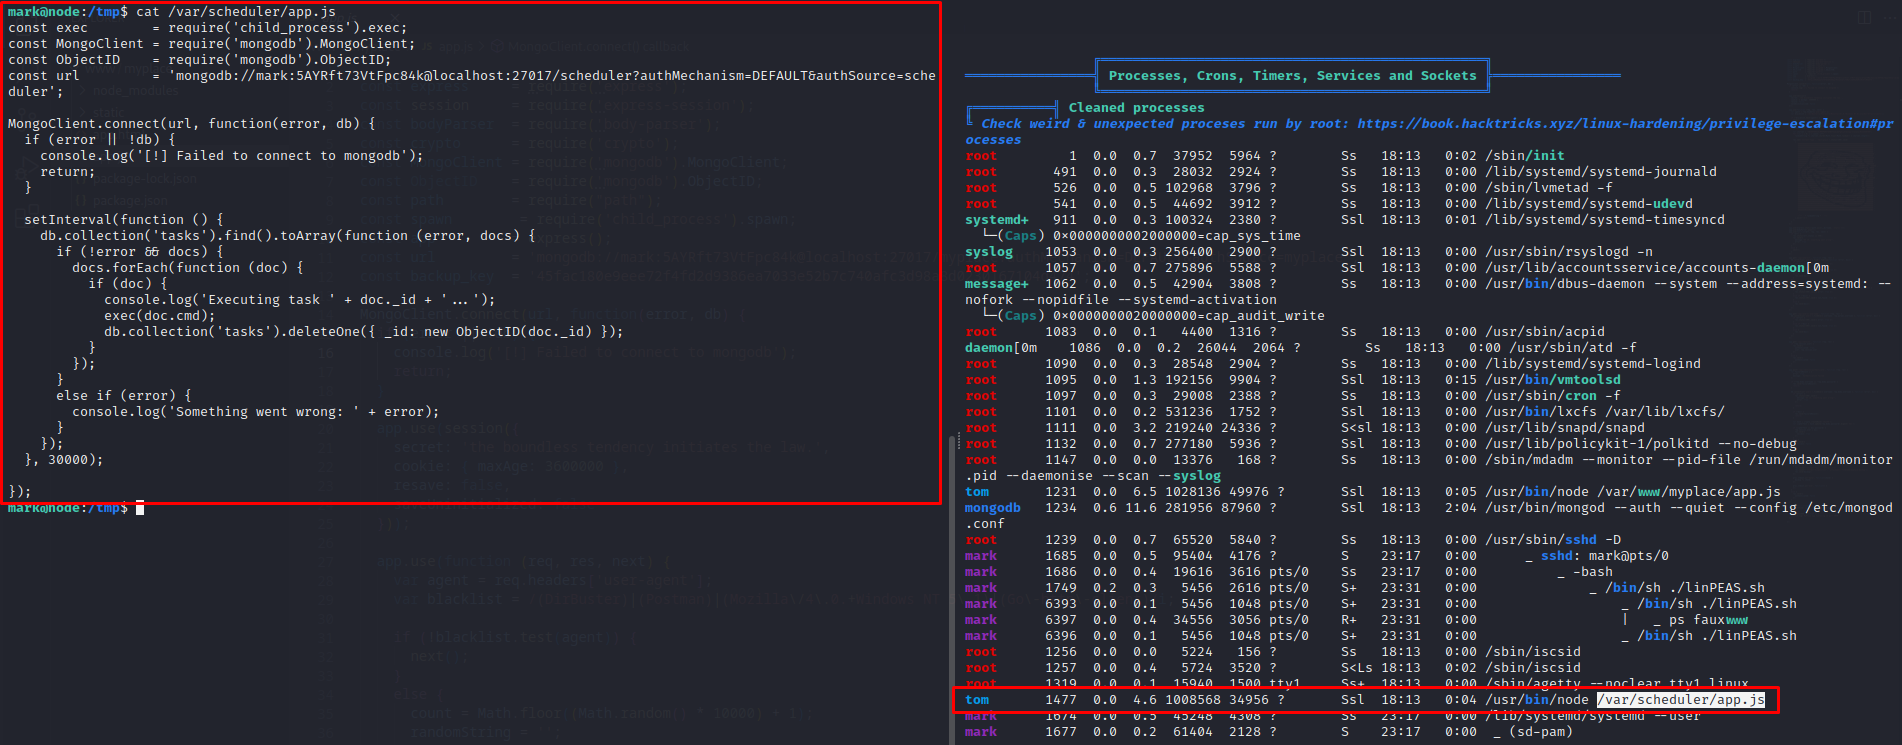 mark@node:/tmp$ cat /var/scheduler/app.js
const exec        = require('child_process').exec;
const MongoClient = require('mongodb').MongoClient;
const ObjectID    = require('mongodb').ObjectID;
const url         = 'mongodb://mark:5AYRft73VtFpc84k@localhost:27017/scheduler?authMechanism=DEFAULT&authSource=sche
duler';
MongoClient.connect(url, function(error, db) {
  if (error || !db) {
    console.log('[!] Failed to connect to mongodb');
    return;
  }
  setInterval(function () {
    db.collection('tasks').find().toArray(function (error, docs) {
      if (!error && docs) {
        docs.forEach(function (doc) {
          if (doc) {
            console.log('Executing task ' + doc._id + '...');
            exec(doc.cmd);
            db.collection('tasks').deleteOne({ _id: new ObjectID(doc._id) });
          }
        });
      }
      else if (error) {
        console.log('Something went wrong: ' + error);
      }
    });
  }, 30000);
});
mark@node:/tmp$
Processes, Crons, Timers, Services and Sockets
Cleaned processes
Check weird & unexpected proceses run by root: https://book.hacktricks.xyz/linux-hardening/privilege-escalation#pr
ocesses
root         1  0.0  0.7  37952  5964 ?        Ss   18:13   0:02 /sbin/init
root       491  0.0  0.3  28032  2924 ?        Ss   18:13   0:00 /lib/systemd/systemd-journald
root       526  0.0  0.5 102968  3796 ?        Ss   18:13   0:00 /sbin/lvmetad -f
root       541  0.0  0.5  44692  3912 ?        Ss   18:13   0:00 /lib/systemd/systemd-udevd
systemd+   911  0.0  0.3 100324  2380 ?        Ssl  18:13   0:01 /lib/systemd/systemd-timesyncd
  └─(Caps) 0x0000000002000000=cap_sys_time
syslog    1053  0.0  0.3 256400  2900 ?        Ssl  18:13   0:00 /usr/sbin/rsyslogd -n
root      1057  0.0  0.7 275896  5588 ?        Ssl  18:13   0:00 /usr/lib/accountsservice/accounts-daemon[0m
message+  1062  0.0  0.5  42904  3808 ?        Ss   18:13   0:00 /usr/bin/dbus-daemon --system --address=systemd: --
nofork --nopidfile --systemd-activation
  └─(Caps) 0x0000000020000000=cap_audit_write
root      1083  0.0  0.1   4400  1316 ?        Ss   18:13   0:00 /usr/sbin/acpid
daemon[0m    1086  0.0  0.2  26044  2064 ?        Ss   18:13   0:00 /usr/sbin/atd -f
root      1090  0.0  0.3  28548  2904 ?        Ss   18:13   0:00 /lib/systemd/systemd-logind
root      1095  0.0  1.3 192156  9904 ?        Ssl  18:13   0:15 /usr/bin/vmtoolsd
root      1097  0.0  0.3  29008  2388 ?        Ss   18:13   0:00 /usr/sbin/cron -f
root      1101  0.0  0.2 531236  1752 ?        Ssl  18:13   0:00 /usr/bin/lxcfs /var/lib/lxcfs/
root      1111  0.0  3.2 219240 24336 ?        S<sl 18:13   0:00 /usr/lib/snapd/snapd
root      1132  0.0  0.7 277180  5936 ?        Ssl  18:13   0:00 /usr/lib/policykit-1/polkitd --no-debug
root      1147  0.0  0.0  13376   168 ?        Ss   18:13   0:00 /sbin/mdadm --monitor --pid-file /run/mdadm/monitor
.pid --daemonise --scan --syslog
tom       1231  0.0  6.5 1028136 49976 ?       Ssl  18:13   0:05 /usr/bin/node /var/www/myplace/app.js
mongodb   1234  0.6 11.6 281956 87960 ?        Ssl  18:13   2:04 /usr/bin/mongod --auth --quiet --config /etc/mongod
.conf
root      1239  0.0  0.7  65520  5840 ?        Ss   18:13   0:00 /usr/sbin/sshd -D
mark      1685  0.0  0.5  95404  4176 ?        S    23:17   0:00      _ sshd: mark@pts/0
mark      1686  0.0  0.4  19616  3616 pts/0    Ss   23:17   0:00          _ -bash
mark      1749  0.2  0.3   5456  2616 pts/0    S+   23:31   0:00              _ /bin/sh ./linPEAS.sh
mark      6393  0.0  0.1   5456  1048 pts/0    S+   23:31   0:00                  _ /bin/sh ./linPEAS.sh
mark      6397  0.0  0.4  34556  3056 pts/0    R+   23:31   0:00                  |   _ ps fauxwww
mark      6396  0.0  0.1   5456  1048 pts/0    S+   23:31   0:00                  _ /bin/sh ./linPEAS.sh
root      1256  0.0  0.0   5224   156 ?        Ss   18:13   0:00 /sbin/iscsid
root      1257  0.0  0.4   5724  3520 ?        S<Ls 18:13   0:02 /sbin/iscsid
root      1319  0.0  0.1  15940  1500 tty1     Ss+  18:13   0:00 /sbin/agetty --noclear tty1 linux
tom       1477  0.0  4.6 1008568 34956 ?       Ssl  18:13   0:04 /usr/bin/node /var/scheduler/app.js
mark      1674  0.0  0.5  45248  4308 ?        Ss   23:17   0:00 /lib/systemd/systemd --user
mark      1677  0.0  0.2  61404  2128 ?        S    23:17   0:00  _ (sd-pam)